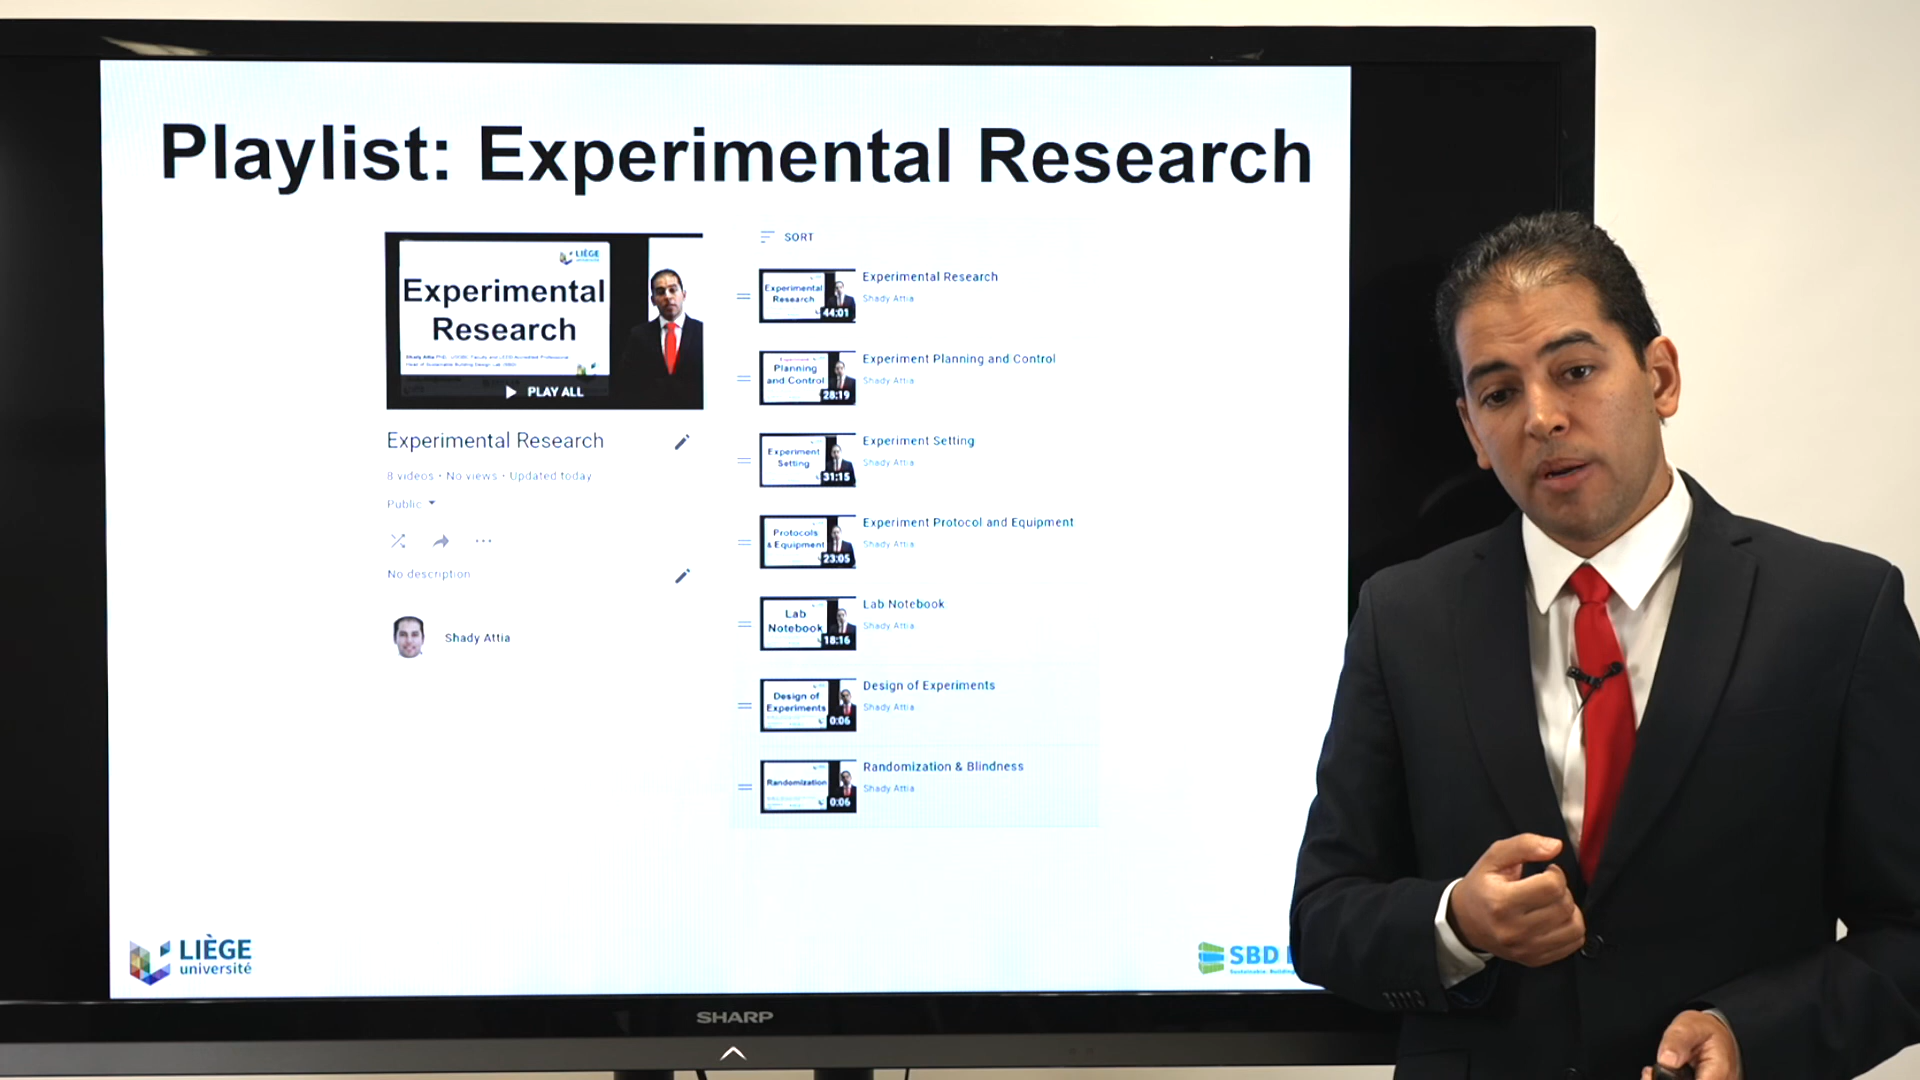 Playlist: Experimental Research
LIÈGE
université
Experimental
Research
PLAY ALL
Experimental Research
8 videos • No views • Updated today
Public
No description
Shady Attia
SORT
Experimental
Research
44:01
Experimental Research
Shady Attia
Planning
and Control
28:19
Experiment Planning and Control
Shady Attia
Experiment
Setting
31:15
Experiment Setting
Shady Attia
Protocols
& Equipment
23:05
Experiment Protocol and Equipment
Shady Attia
Lab
Notebook
18:16
Lab Notebook
Shady Attia
Design of
Experiments
0:06
Design of Experiments
Shady Attia
Randomization
0:06
Randomization & Blindness
Shady Attia
LIÈGE
université
SBD
Sustainable Building
SHARP